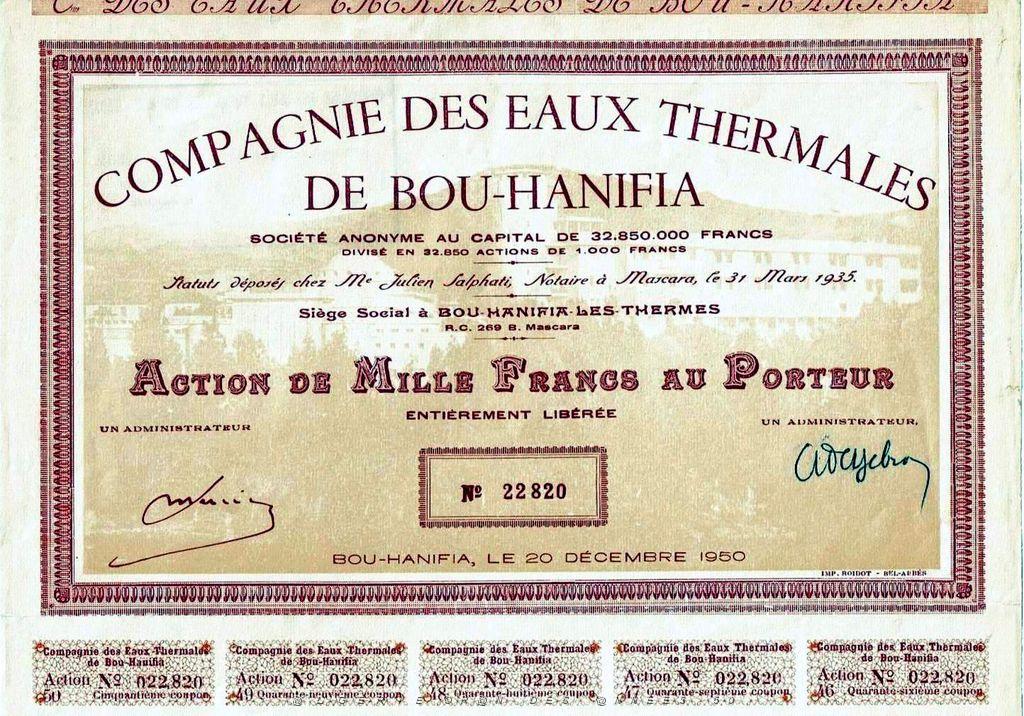 Cie DES EAUX THERMALES DE BOU-HANIFIA
COMPAGNIE DES EAUX THERMALES
DE BOU-HANIFIA
SOCIÉTÉ ANONYME AU CAPITAL DE 32.850.000 FRANCS
DIVISÉ EN 32.850 ACTIONS DE 1.000 FRANCS
Statuts déposés chez Me Julien Salphati, Notaire à Mascara, le 31 Mars 1935.
Siège Social à BOU-HANIFIA-LES-THERMES
R.C. 269 B. Mascara
ACTION DE MILLE FRANCS AU PORTEUR
ENTIÈREMENT LIBÉRÉE
UN ADMINISTRATEUR
UN ADMINISTRATEUR,
No 22820
BOU-HANIFIA, LE 20 DÉCEMBRE 1950
IMP. ROIDOT - BEL-ABBÈS
Compagnie des Eaux Thermales
de Bou-Hanifia
Action No 022,820
50 Cinquantième coupon
Compagnie des Eaux Thermales
de Bou-Hanifia
Action No 022,820
49 Quarante-neuvième coupon
Compagnie des Eaux Thermales
de Bou-Hanifia
Action No 022,820
48 Quarante-huitième coupon
Compagnie des Eaux Thermales
de Bou-Hanifia
Action No 022,820
47 Quarante-septième coupon
Compagnie des Eaux Thermales
de Bou-Hanifia
Action No 022,820
46 Quarante-sixième coupon